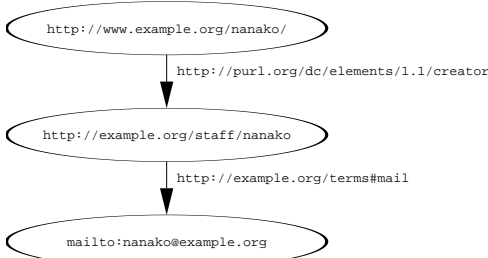 http://www.example.org/nanako/
http://purl.org/dc/elements/1.1/creator
http://example.org/staff/nanako
http://example.org/terms#mail
mailto:nanako@example.org